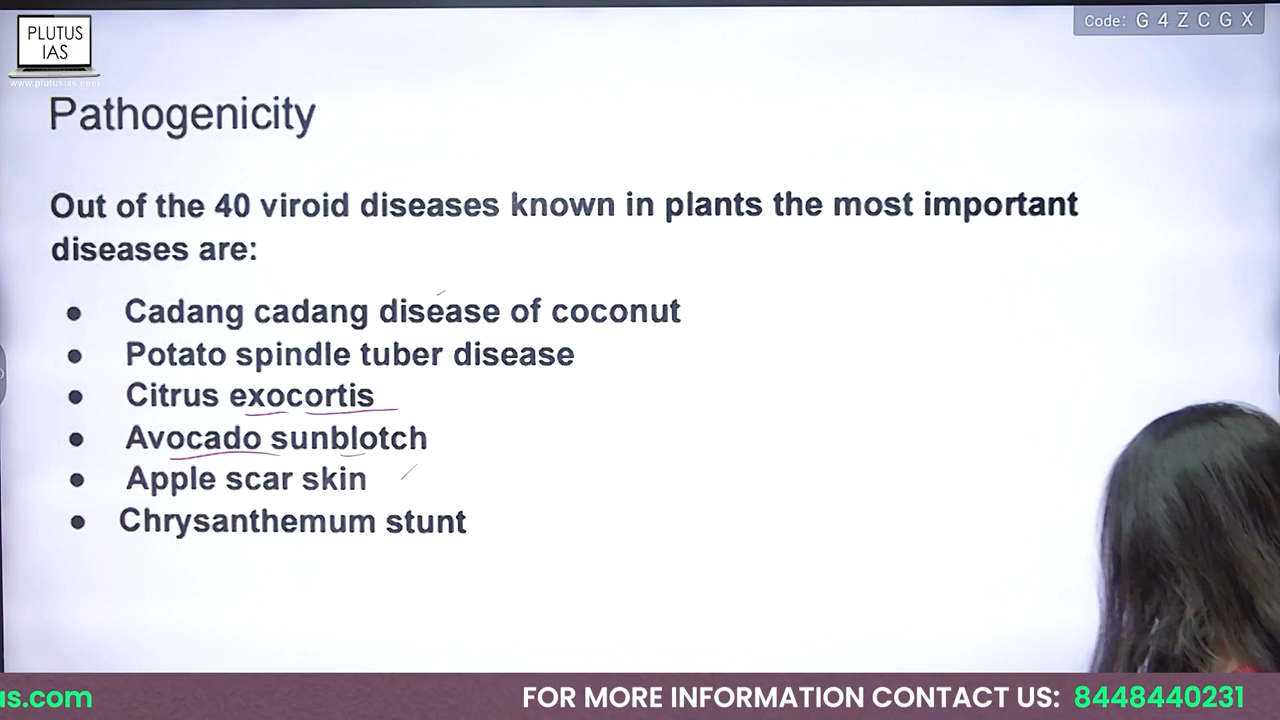 PLUTUS
IAS
www.plutusias.com
Code: G 4 Z C G X
Pathogenicity
Out of the 40 viroid diseases known in plants the most important
diseases are:
● Cadang cadang disease of coconut
● Potato spindle tuber disease
● Citrus exocortis
● Avocado sunblotch
● Apple scar skin
● Chrysanthemum stunt
as.com
FOR MORE INFORMATION CONTACT US: 8448440231